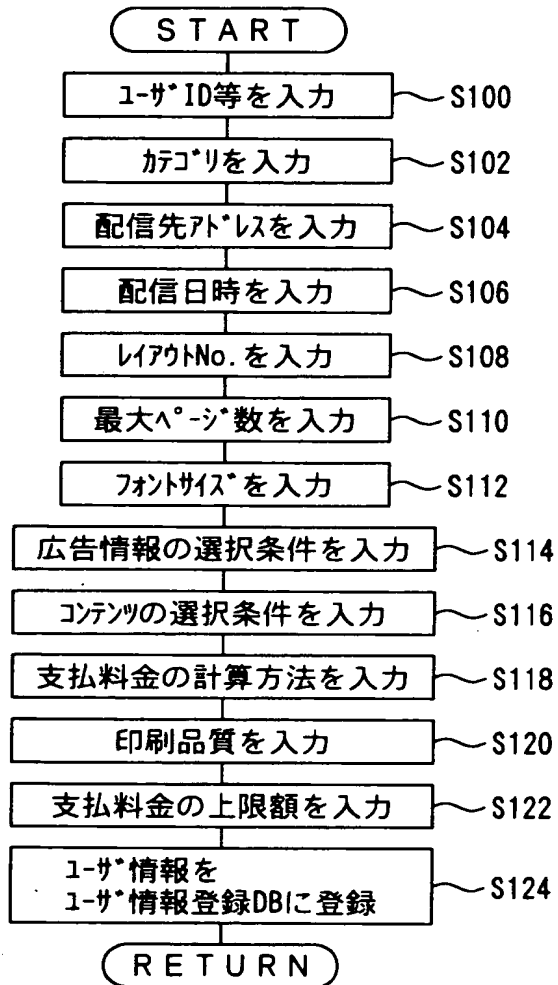 START
ユーザID等を入力
S100
カテゴリを入力
S102
配信先アドレスを入力
S104
配信日時を入力
S106
レイアウトNo.を入力
S108
最大ページ数を入力
S110
フォントサイズを入力
S112
広告情報の選択条件を入力
S114
コンテンツの選択条件を入力
S116
支払料金の計算方法を入力
S118
印刷品質を入力
S120
支払料金の上限額を入力
S122
ユーザ情報を
ユーザ情報登録DBに登録
S124
RETURN